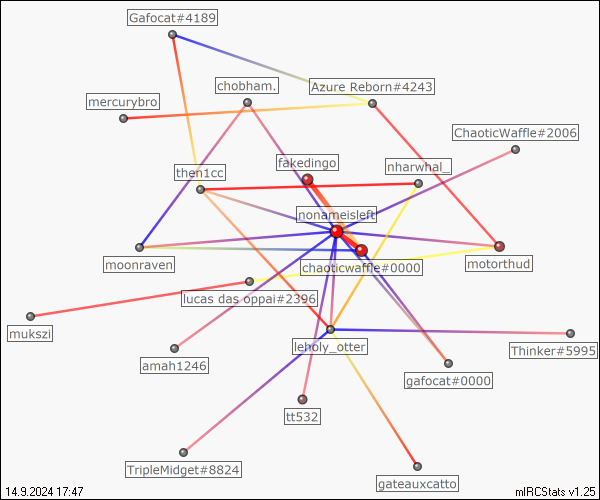 Gafocat#4189
chobham.
Azure Reborn#4243
mercurybro
ChaoticWaffle#2006
fakedingo
nharwhal_
then1cc
nonameisleft
moonraven
chaoticwaffle#0000
motorthud
lucas das oppai#2396
mukszi
leholy_otter
Thinker#5995
amah1246
gafocat#0000
tt532
TripleMidget#8824
gateauxcatto
14.9.2024 17:47
mIRCStats v1.25